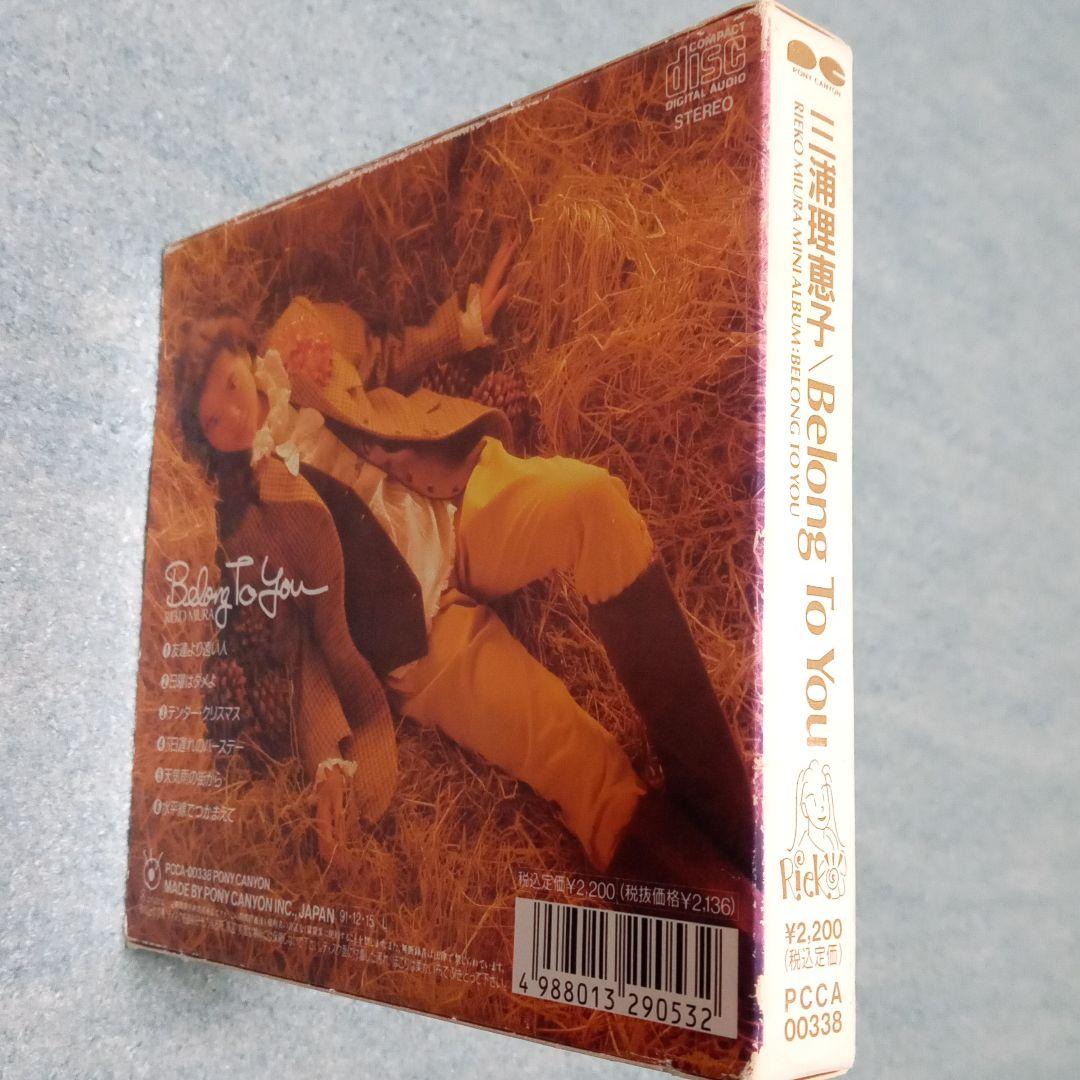 COMPACT
disc
DIGITAL AUDIO
STEREO
Belong To You
RIEKO MIURA
1 友達より遠い人
2 日曜はダメよ
3 テンダー・クリスマス
4 1日遅れのバースデー
5 天気雨の街から
6 水平線でつかまえて
PCCA-00338 PONY CANYON
MADE BY PONY CANYON INC., JAPAN 91・12・15 L
税込定価¥2,200 (税抜価格¥2,136)
4 988013 290532
PONY CANYON
三浦理恵子\Belong To You
RIEKO MIURA MINI ALBUM:BELONG TO YOU
Rieko
¥2,200
(税込定価)
PCCA
00338